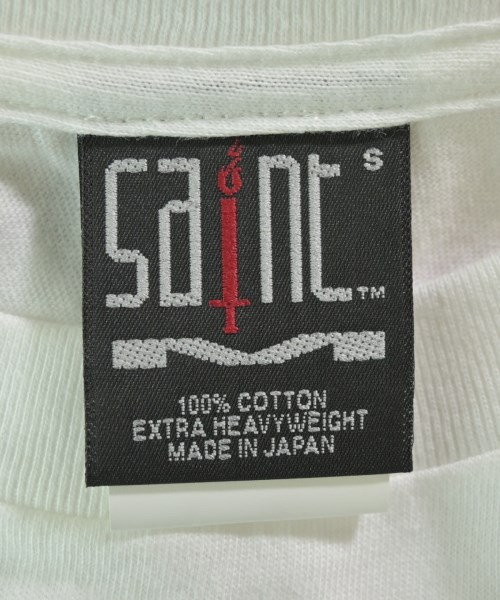 Saint S
™
100% COTTON
EXTRA HEAVYWEIGHT
MADE IN JAPAN